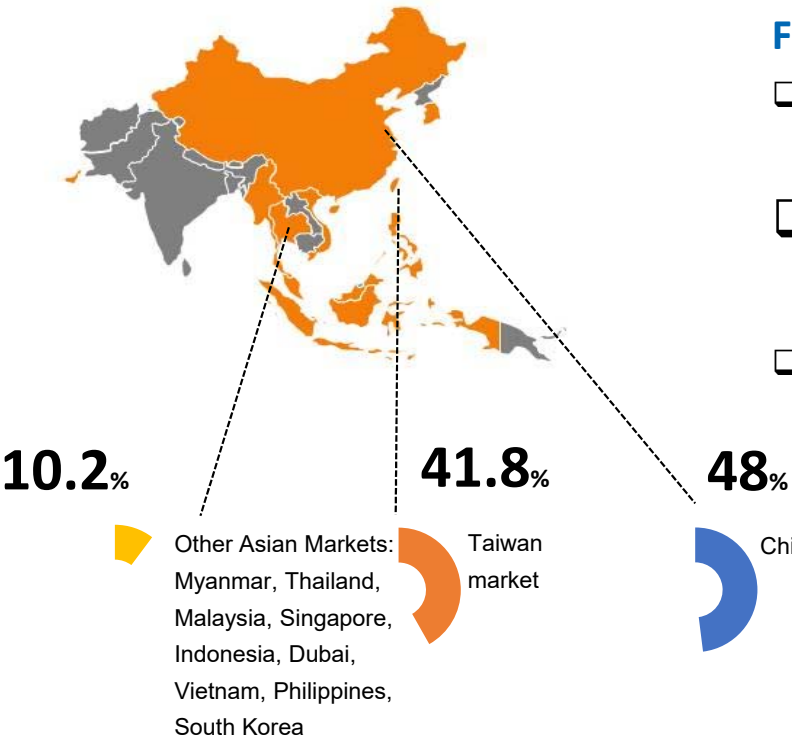 F
10.2%
41.8%
48%
Other Asian Markets:
Myanmar, Thailand,
Malaysia, Singapore,
Indonesia, Dubai,
Vietnam, Philippines,
South Korea
Taiwan
market
Chi